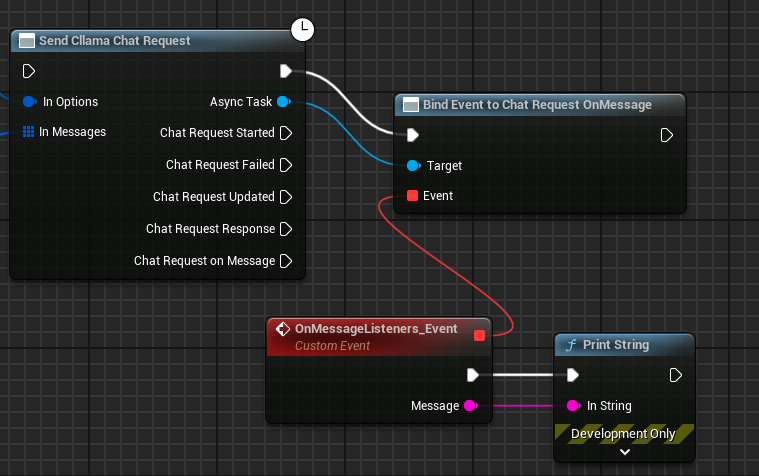 Send Cllama Chat Request
In Options
Async Task
In Messages
Chat Request Started
Chat Request Failed
Chat Request Updated
Chat Request Response
Chat Request on Message
Bind Event to Chat Request OnMessage
Target
Event
OnMessageListeners_Event
Custom Event
Message
f Print String
In String
Development Only